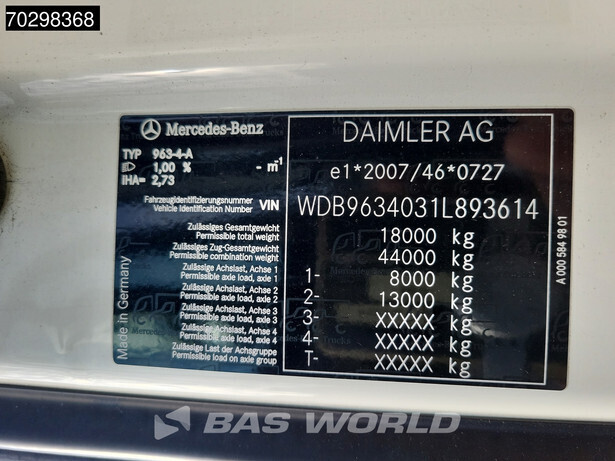 70298368
Mercedes-Benz
TYP 963-4-A
1,00 % - m⁻¹
IHA= 2,73
Fahrzeugidentifizierungsnummer
Vehicle Identification Number VIN
Zulässiges Gesamtgewicht
Permissible total weight
Zulässiges Zug-Gesamtgewicht
Permissible combination weight
Zulässige Achslast, Achse 1
Permissible axle load, axle 1
Zulässige Achslast, Achse 2
Permissible axle load, axle 2
Zulässige Achslast, Achse 3
Permissible axle load, axle 3
Zulässige Achslast, Achse 4
Permissible axle load, axle 4
Zulässige Last der Achsgruppe
Permissible load on axle group
Made in Germany
DAIMLER AG
e1*2007/46*0727
WDB9634031L893614
18000 kg
44000 kg
1- 8000 kg
2- 13000 kg
3- XXXXX kg
4- XXXXX kg
T- XXXXX kg
A 000 584 98 01
BAS WORLD